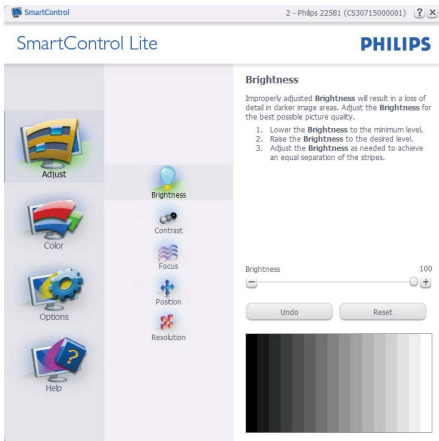 SmartControl
2 - Philips 225B1 (CS30715000001)
?
X
SmartControl Lite
PHILIPS
Adjust
Color
Options
Help
Brightness
Contrast
Focus
Position
Resolution
Brightness
Improperly adjusted Brightness will result in a loss of
detail in darker image areas. Adjust the Brightness for
the best possible picture quality.
1. Lower the Brightness to the minimum level.
2. Raise the Brightness to the desired level.
3. Adjust the Brightness as needed to achieve
an equal separation of the stripes.
Brightness 100
Undo Reset